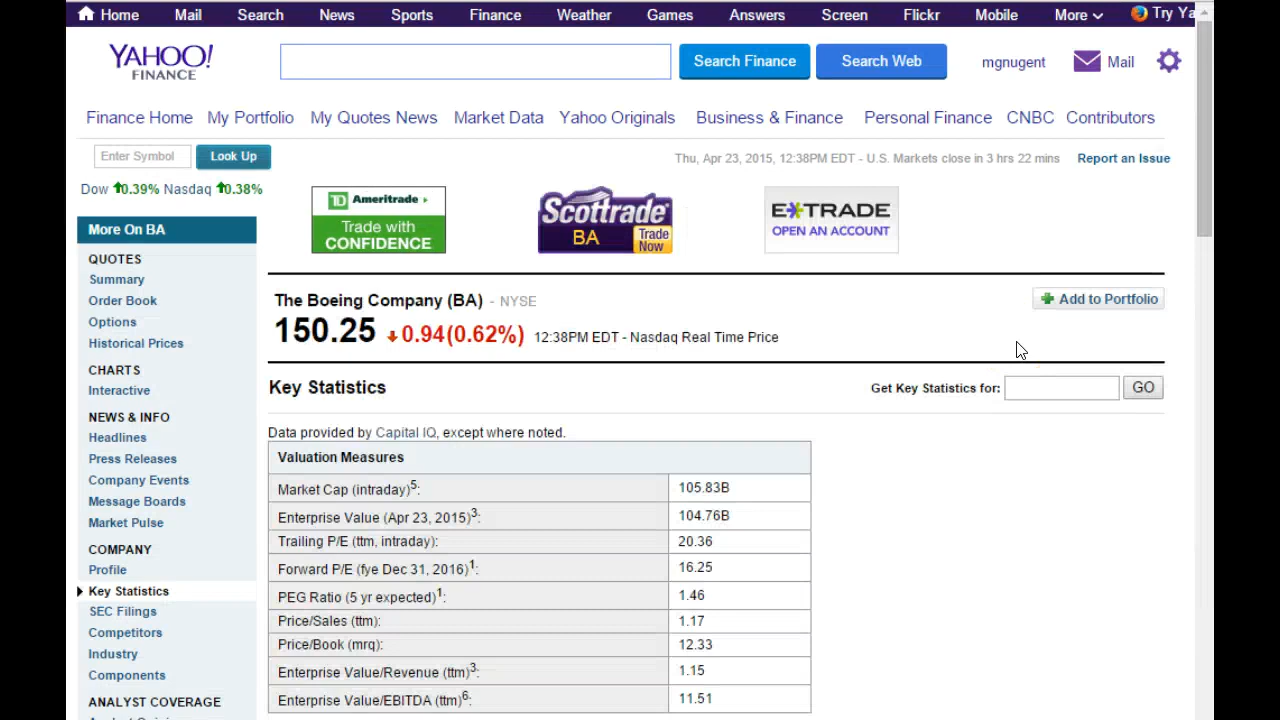 Home Mail Search News Sports Finance Weather Games Answers Screen Flickr Mobile More Try Ya
YAHOO!
FINANCE
Search Finance Search Web mgnugent Mail
Finance Home My Portfolio My Quotes News Market Data Yahoo Originals Business & Finance Personal Finance CNBC Contributors
Enter Symbol Look Up Thu, Apr 23, 2015, 12:38PM EDT - U.S. Markets close in 3 hrs 22 mins Report an Issue
Dow 0.39% Nasdaq 0.38%
TD Ameritrade
Trade with
CONFIDENCE
Scottrade
BA Trade Now
E*TRADE
OPEN AN ACCOUNT
More On BA
QUOTES
Summary
Order Book
Options
Historical Prices
CHARTS
Interactive
NEWS & INFO
Headlines
Press Releases
Company Events
Message Boards
Market Pulse
COMPANY
Profile
Key Statistics
SEC Filings
Competitors
Industry
Components
ANALYST COVERAGE
The Boeing Company (BA) - NYSE Add to Portfolio
150.25 0.94(0.62%) 12:38PM EDT - Nasdaq Real Time Price
Key Statistics Get Key Statistics for: GO
Data provided by Capital IQ, except where noted.
Valuation Measures
Market Cap (intraday)5: 105.83B
Enterprise Value (Apr 23, 2015)3: 104.76B
Trailing P/E (ttm, intraday): 20.36
Forward P/E (fye Dec 31, 2016)1: 16.25
PEG Ratio (5 yr expected)1: 1.46
Price/Sales (ttm): 1.17
Price/Book (mrq): 12.33
Enterprise Value/Revenue (ttm)3: 1.15
Enterprise Value/EBITDA (ttm)6: 11.51